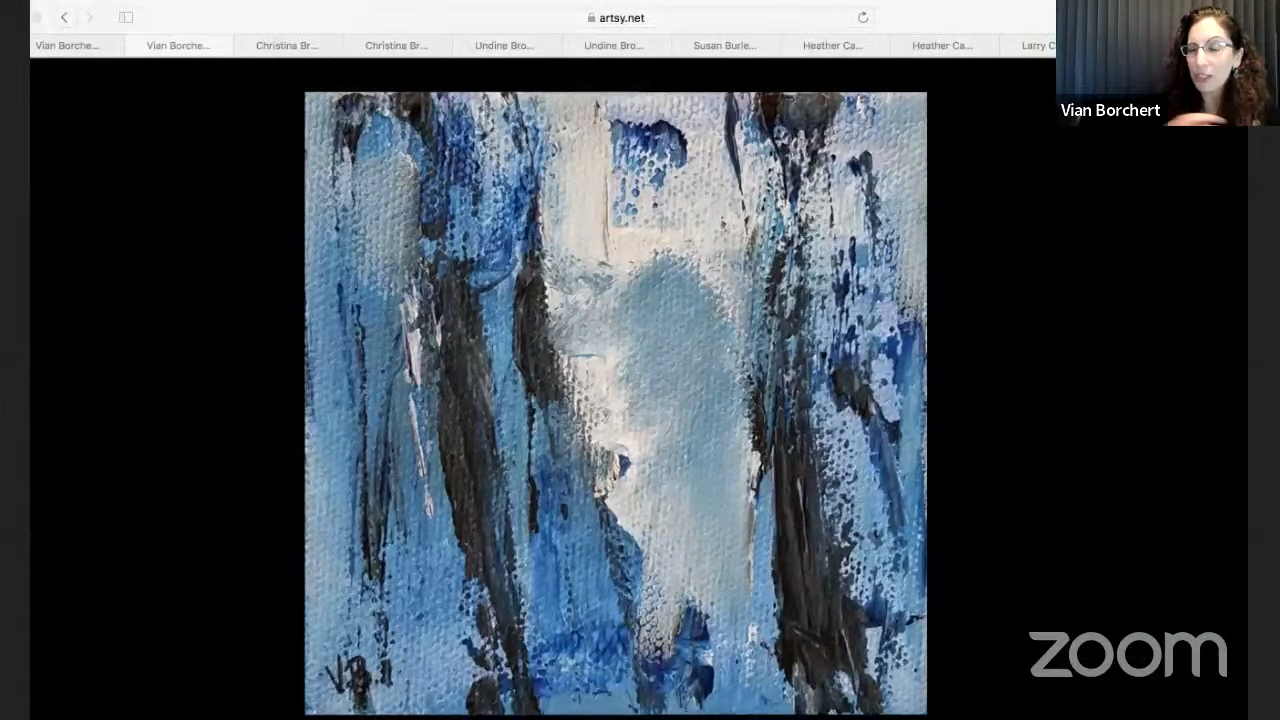 artsy.net
Vian Borche...
Vian Borche...
Christina Br...
Christina Br...
Undine Bro...
Undine Bro...
Susan Burle...
Heather Ca...
Heather Ca...
Larry C
Vian Borchert
zoom